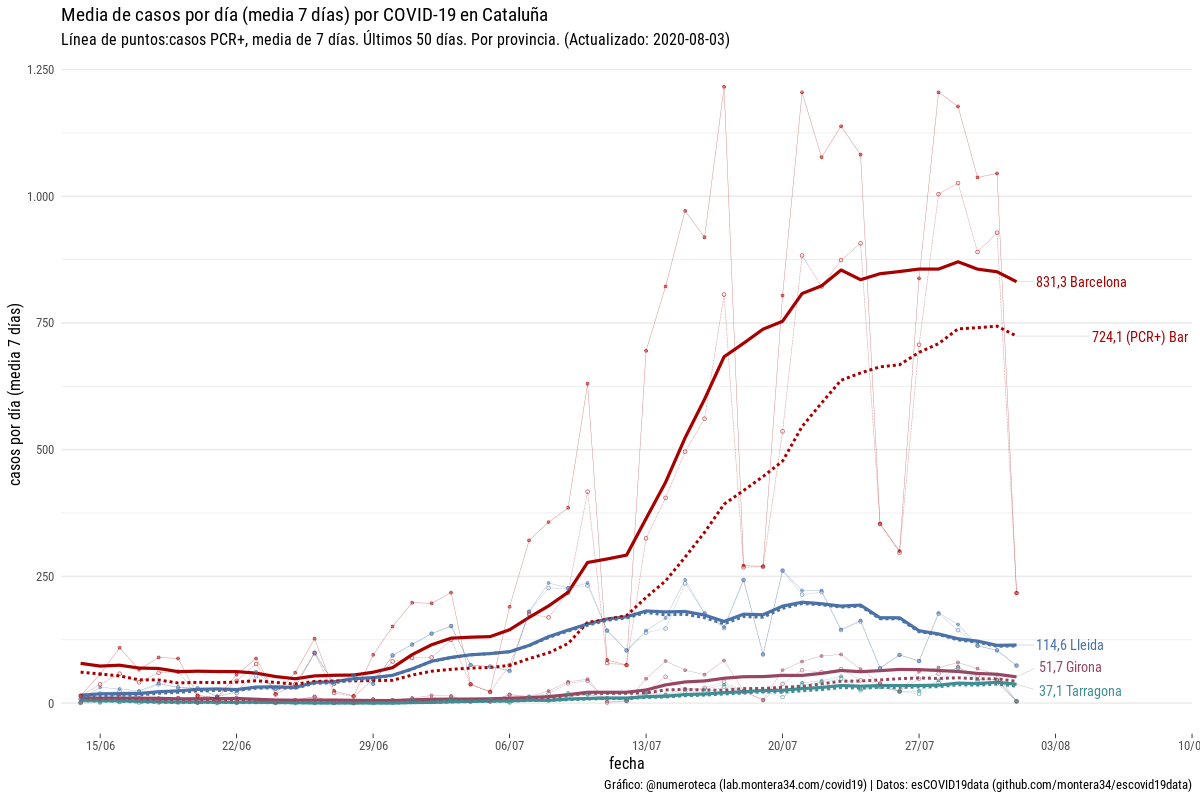 Media de casos por día (media 7 días) por COVID-19 en Cataluña
Línea de puntos:casos PCR+, media de 7 días. Últimos 50 días. Por provincia. (Actualizado: 2020-08-03)
casos por día (media 7 días)
1.250
1.000
750
500
250
0
831,3 Barcelona
724,1 (PCR+) Bar
114,6 Lleida
51,7 Girona
37,1 Tarragona
15/06
22/06
29/06
06/07
13/07
20/07
27/07
03/08
10/0
fecha
Gráfico: @numeroteca (lab.montera34.com/covid19) | Datos: esCOVID19data (github.com/montera34/escovid19data)